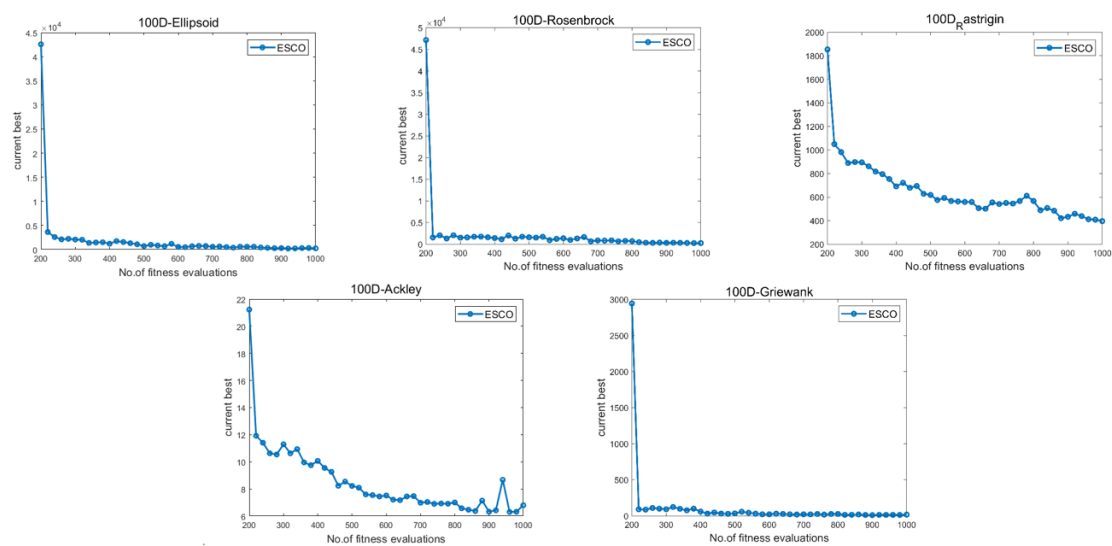 100D-Ellipsoid
×10^4
4.5
4
3.5
3
2.5
2
1.5
1
0.5
0
current best
ESCO
200 300 400 500 600 700 800 900 1000
No.of fitness evaluations
100D-Rosenbrock
×10^4
5
4.5
4
3.5
3
2.5
2
1.5
1
0.5
0
current best
ESCO
200 300 400 500 600 700 800 900 1000
No.of fitness evaluations
100D_Rastrigin
2000
1800
1600
1400
1200
1000
800
600
400
200
current best
ESCO
200 300 400 500 600 700 800 900 1000
No.of fitness evaluations
100D-Ackley
22
20
18
16
14
12
10
8
6
current best
ESCO
200 300 400 500 600 700 800 900 1000
No.of fitness evaluations
100D-Griewank
3000
2500
2000
1500
1000
500
0
current best
ESCO
200 300 400 500 600 700 800 900 1000
No.of fitness evaluations